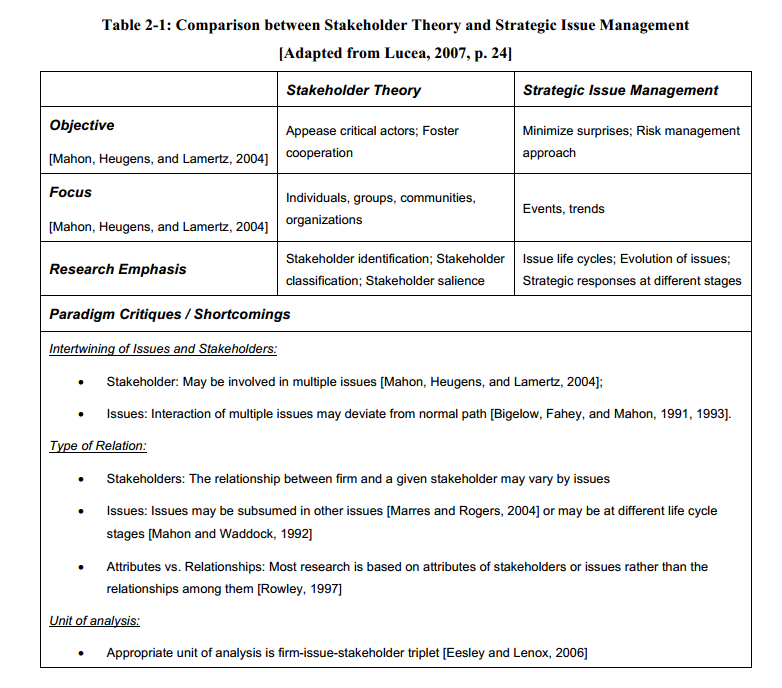 Table 2-1: Comparison between Stakeholder Theory and Strategic Issue Management
[Adapted from Lucea, 2007, p. 24]
Stakeholder Theory
Strategic Issue Management
Objective
[Mahon, Heugens, and Lamertz, 2004]
Appease critical actors; Foster
cooperation
Minimize surprises; Risk management
approach
Focus
[Mahon, Heugens, and Lamertz, 2004]
Individuals, groups, communities,
organizations
Events, trends
Research Emphasis
Stakeholder identification; Stakeholder
classification; Stakeholder salience
Issue life cycles; Evolution of issues;
Strategic responses at different stages
Paradigm Critiques / Shortcomings
Intertwining of Issues and Stakeholders:
• Stakeholder: May be involved in multiple issues [Mahon, Heugens, and Lamertz, 2004];
• Issues: Interaction of multiple issues may deviate from normal path [Bigelow, Fahey, and Mahon, 1991, 1993].
Type of Relation:
• Stakeholders: The relationship between firm and a given stakeholder may vary by issues
• Issues: Issues may be subsumed in other issues [Marres and Rogers, 2004] or may be at different life cycle
stages [Mahon and Waddock, 1992]
• Attributes vs. Relationships: Most research is based on attributes of stakeholders or issues rather than the
relationships among them [Rowley, 1997]
Unit of analysis:
• Appropriate unit of analysis is firm-issue-stakeholder triplet [Eesley and Lenox, 2006]